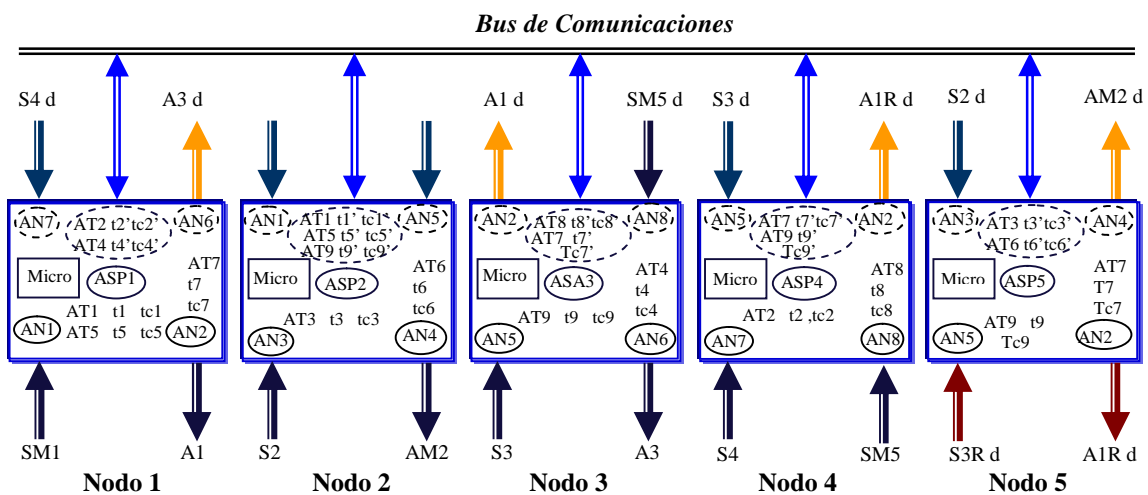 Bus de Comunicaciones
S4 d
A3 d
A1 d
SM5 d
S3 d
A1R d
S2 d
AM2 d
AN7
AT2 t2’tc2’
AT4 t4’tc4’
AN6
Micro
ASP1
AT7
t7
tc7
AT1 t1 tc1
AT5 t5 tc5
AN1
AN2
AN1
AT1 t1’ tc1’
AT5 t5’ tc5’
AT9 t9’ tc9’
AN5
Micro
ASP2
AT6
t6
tc6
AT3 t3 tc3
AN3
AN4
AN2
AT8 t8’tc8’
AT7 t7’
Tc7’
AN8
Micro
ASA3
AT4
t4
tc4
AT9 t9 tc9
AN5
AN6
AN5
AT7 t7’tc7’
AT9 t9’
Tc9’
AN2
Micro
ASP4
AT8
t8
tc8
AT2 t2 ,tc2
AN7
AN8
AN3
AT3 t3’tc3’
AT6 t6’tc6’
AN4
Micro
ASP5
AT7
T7
Tc7
AT9 t9
Tc9
AN5
AN2
SM1
A1
S2
AM2
S3
A3
S4
SM5
S3R d
A1R d
Nodo 1
Nodo 2
Nodo 3
Nodo 4
Nodo 5